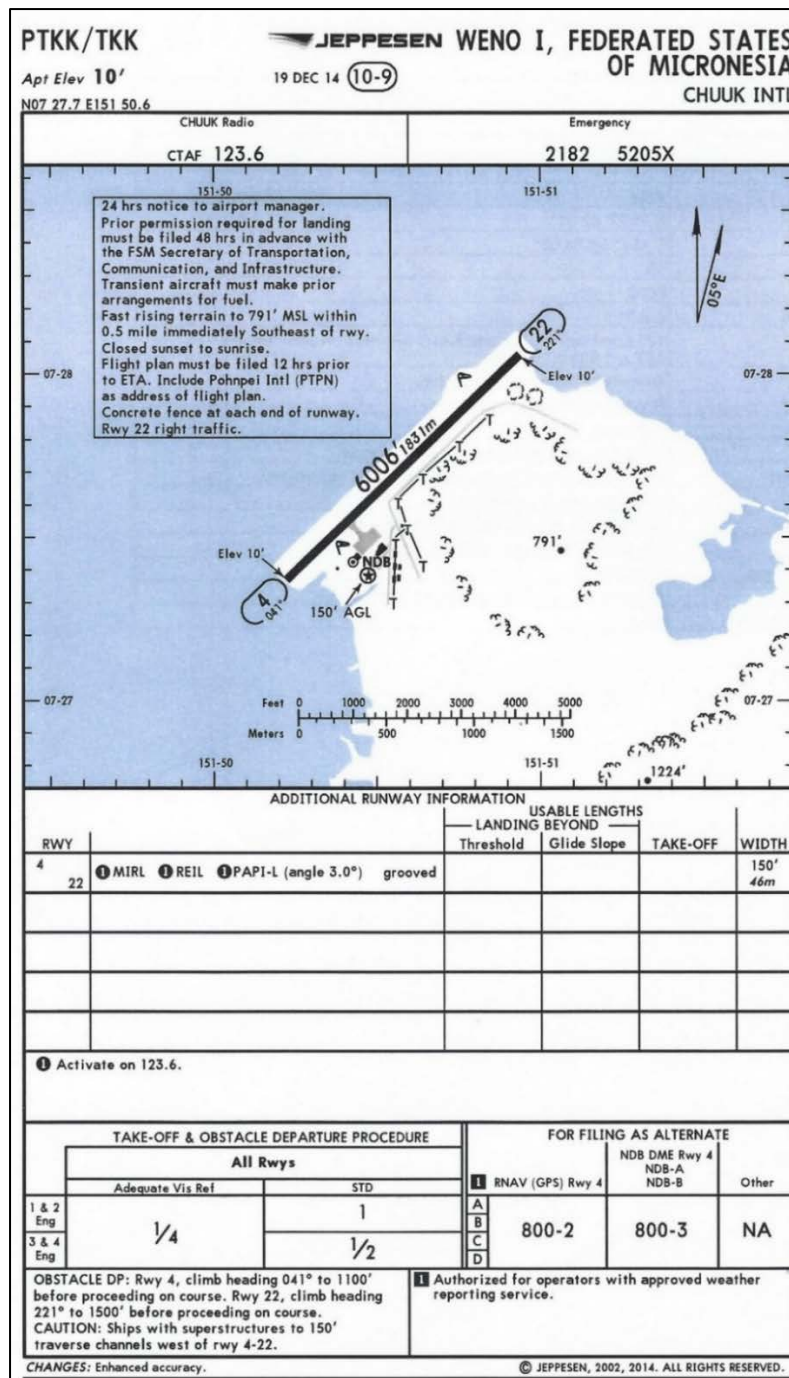 PTKK/TKK
JEPPESEN
WENO I, FEDERATED STATES
OF MICRONESIA
Apt Elev 10'
19 DEC 14
10-9
CHUUK INTL
N07 27.7 E151 50.6
CHUUK Radio
Emergency
CTAF 123.6
2182 5205X
151-50
151-51
24 hrs notice to airport manager.
Prior permission required for landing
must be filed 48 hrs in advance with
the FSM Secretary of Transportation,
Communication, and Infrastructure.
Transient aircraft must make prior
arrangements for fuel.
Fast rising terrain to 791' MSL within
0.5 mile immediately Southeast of rwy.
Closed sunset to sunrise.
Flight plan must be filed 12 hrs prior
to ETA. Include Pohnpei Intl (PTPN)
as address of flight plan.
Concrete fence at each end of runway.
Rwy 22 right traffic.
05°E
22
221°
07-28
07-28
Elev 10'
6006' 1831m
Elev 10'
NDB
791'
4
041°
150' AGL
07-27
07-27
Feet 0 1000 2000 3000 4000 5000
Meters 0 500 1000 1500
151-50
151-51
1224'
ADDITIONAL RUNWAY INFORMATION
USABLE LENGTHS
LANDING BEYOND
RWY
Threshold
Glide Slope
TAKE-OFF
WIDTH
4
22
1 MIRL 1 REIL 1 PAPI-L (angle 3.0°) grooved
150'
46m
1 Activate on 123.6.
TAKE-OFF & OBSTACLE DEPARTURE PROCEDURE
FOR FILING AS ALTERNATE
All Rwys
Adequate Vis Ref
STD
1 RNAV (GPS) Rwy 4
NDB DME Rwy 4
NDB-A
NDB-B
Other
1 & 2
Eng
3 & 4
Eng
1/4
1
1/2
A
B
C
D
800-2
800-3
NA
OBSTACLE DP: Rwy 4, climb heading 041° to 1100'
before proceeding on course. Rwy 22, climb heading
221° to 1500' before proceeding on course.
CAUTION: Ships with superstructures to 150'
traverse channels west of rwy 4-22.
1 Authorized for operators with approved weather
reporting service.
CHANGES: Enhanced accuracy.
© JEPPESEN, 2002, 2014. ALL RIGHTS RESERVED.